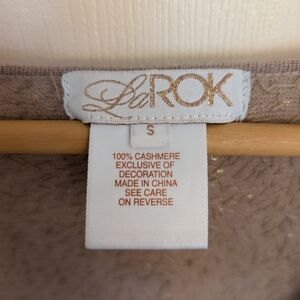 LaROK
S
100% CASHMERE
EXCLUSIVE OF
DECORATION
MADE IN CHINA
SEE CARE
ON REVERSE